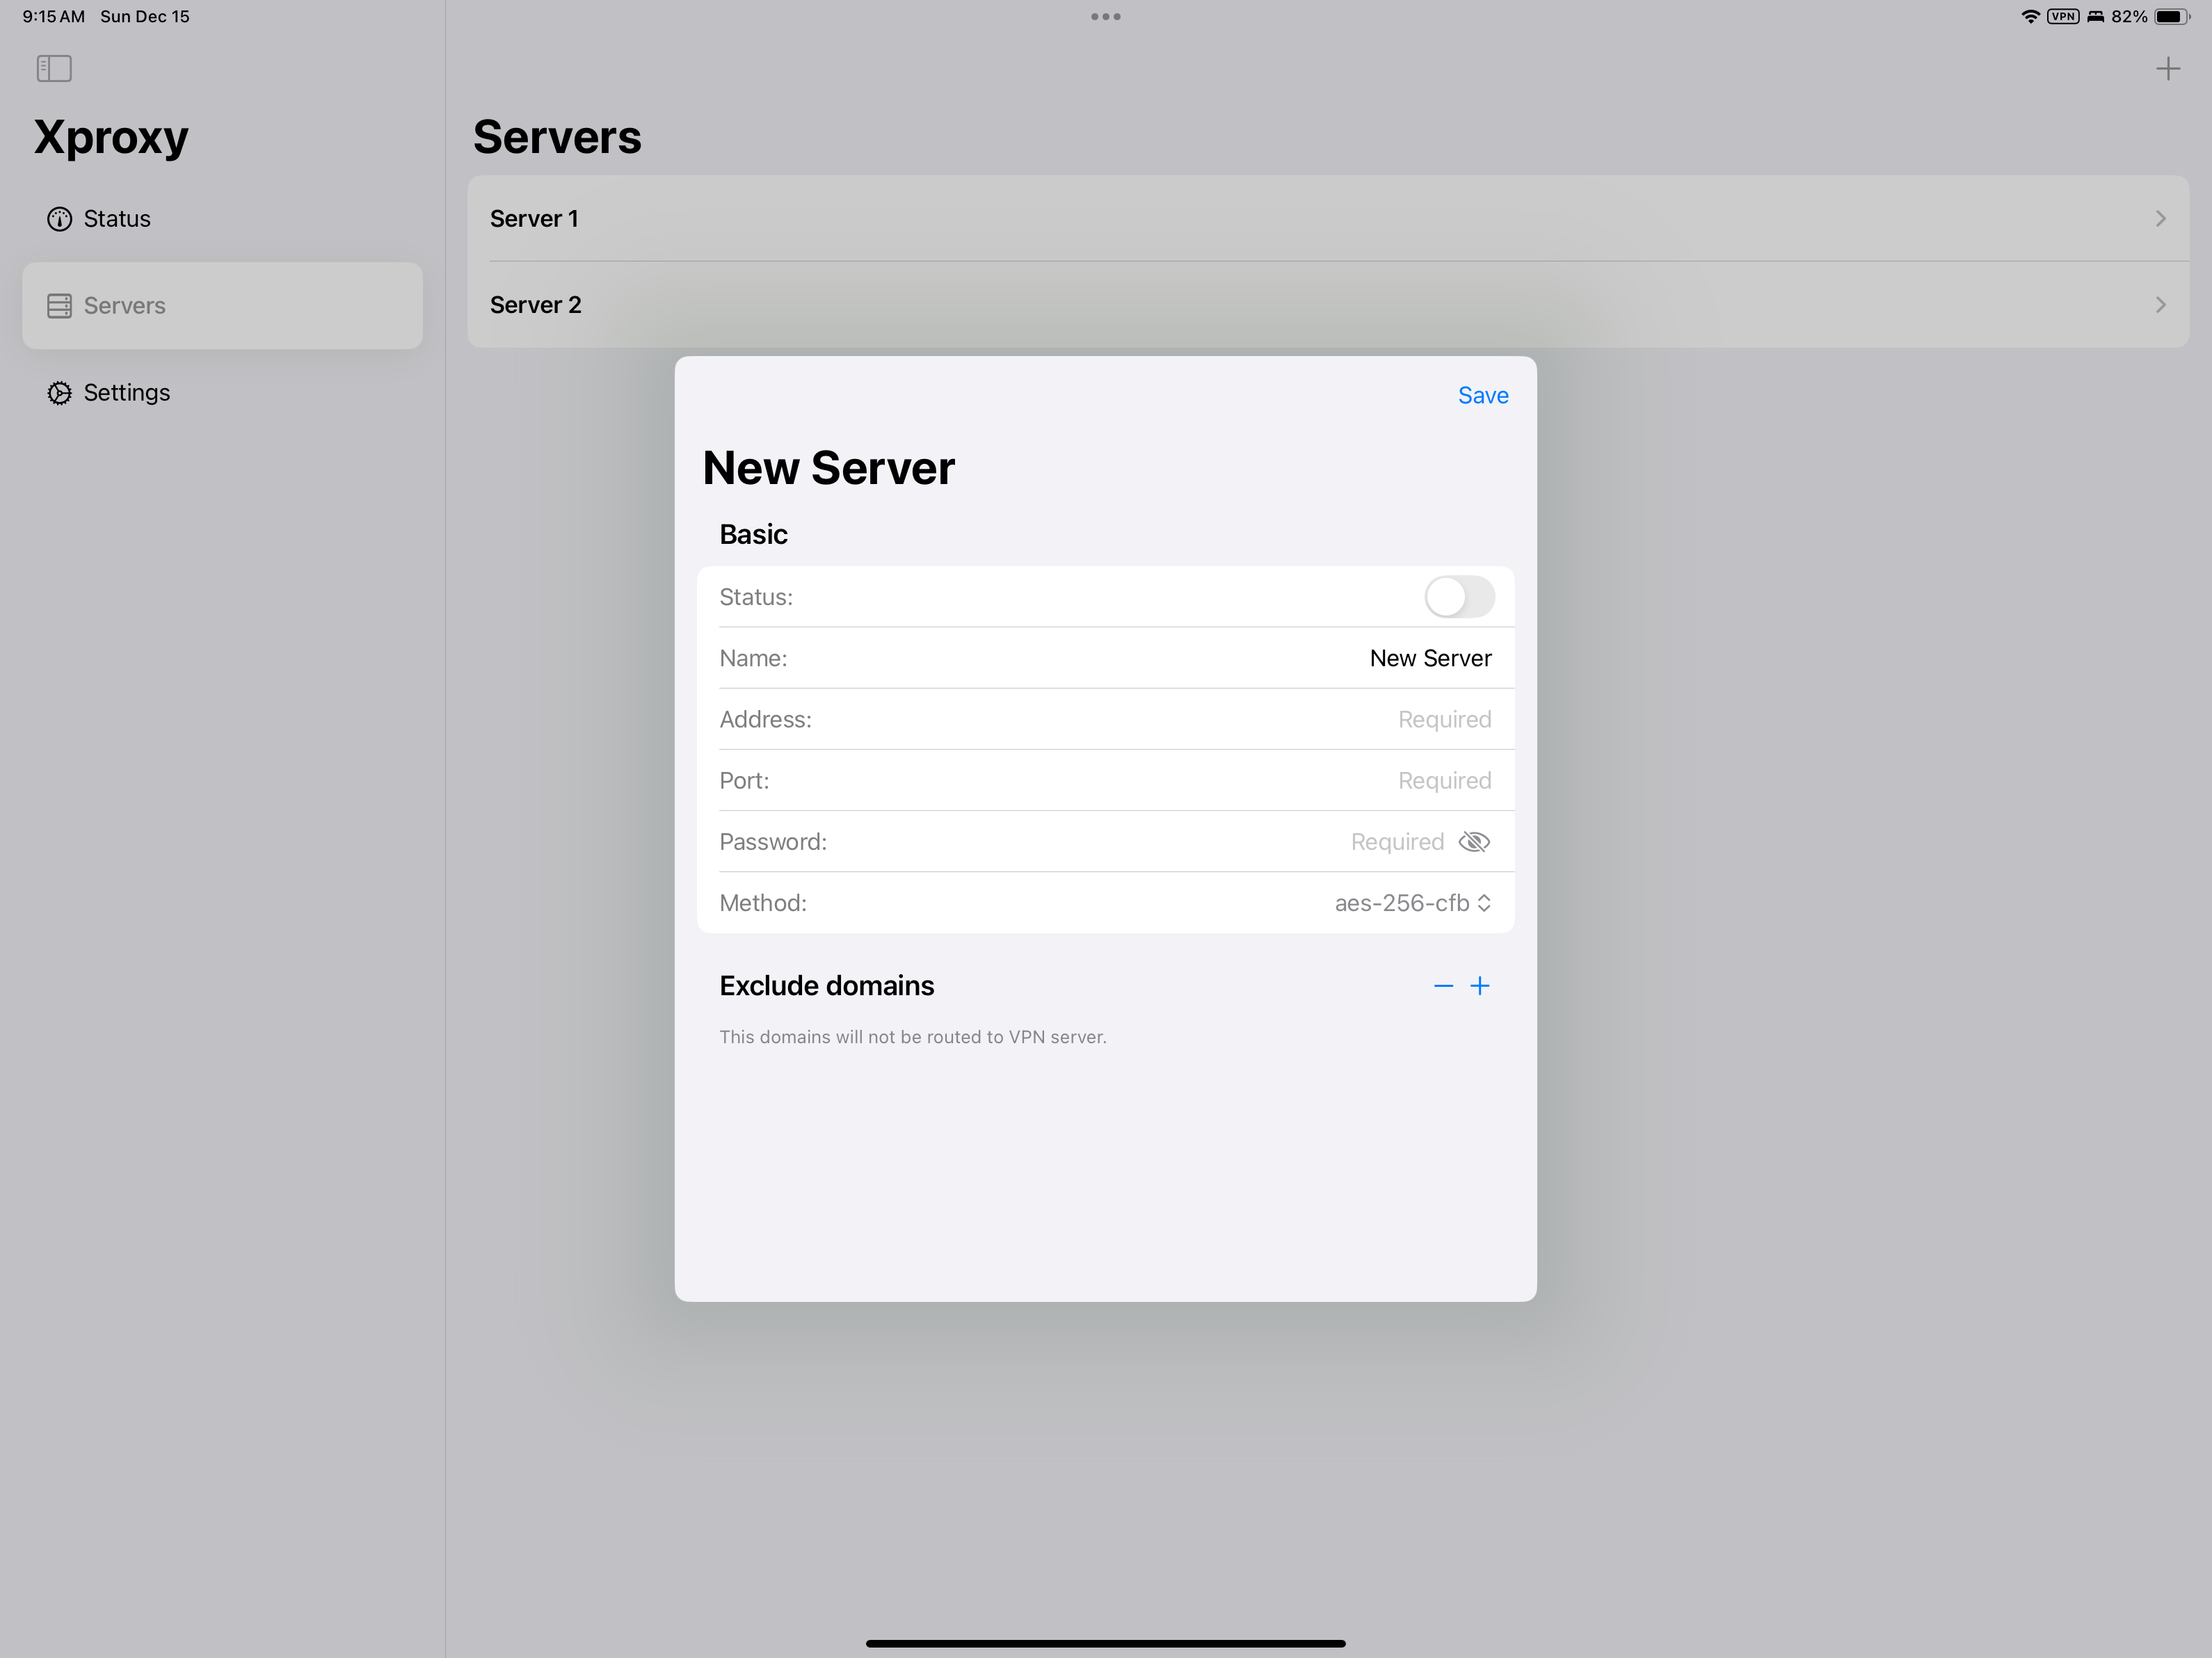 9:15 AM Sun Dec 15
VPN 82%
Xproxy
Status
Servers
Settings
Servers
Server 1
Server 2
Save
New Server
Basic
Status:
Name: New Server
Address: Required
Port: Required
Password: Required
Method: aes-256-cfb
Exclude domains
This domains will not be routed to VPN server.